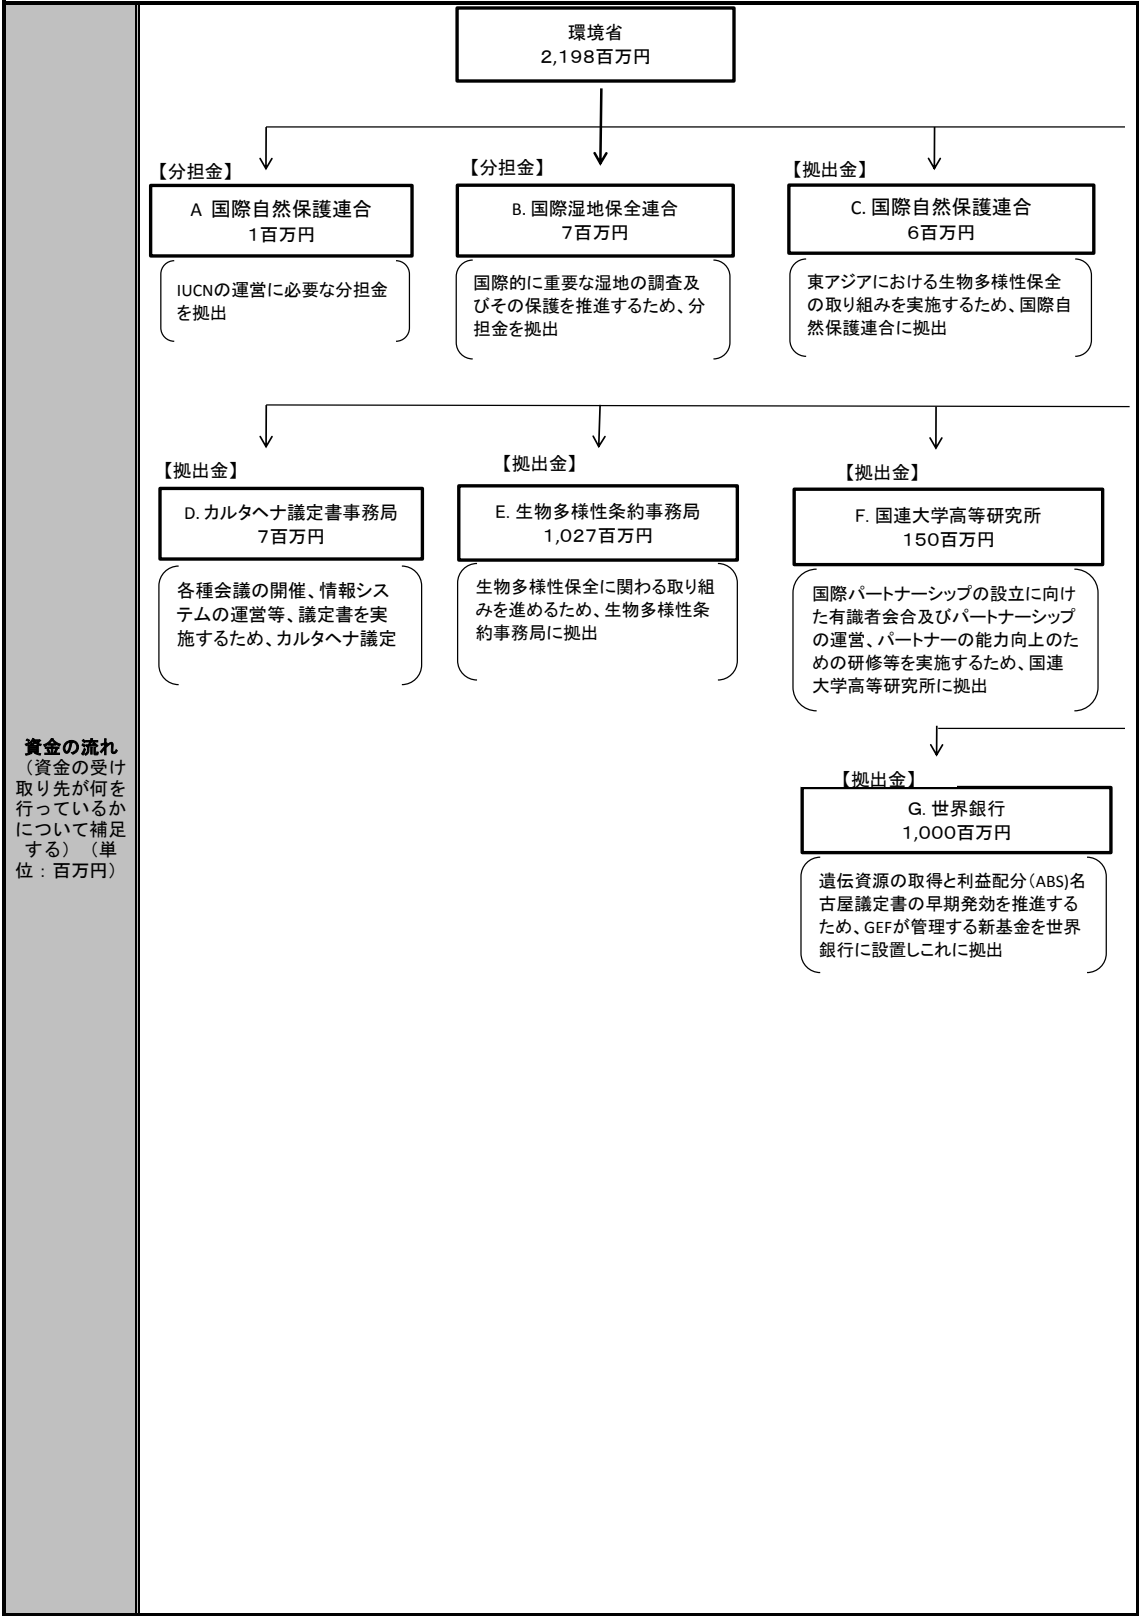 環境省
2,198百万円
【分担金】
A 国際自然保護連合
1百万円
IUCNの運営に必要な分担金
を拠出
【分担金】
B. 国際湿地保全連合
7百万円
国際的に重要な湿地の調査及
びその保護を推進するため、分
担金を拠出
【拠出金】
C. 国際自然保護連合
6百万円
東アジアにおける生物多様性保全
の取り組みを実施するため、国際自
然保護連合に拠出
【拠出金】
D. カルタヘナ議定書事務局
7百万円
各種会議の開催、情報シス
テムの運営等、議定書を実
施するため、カルタヘナ議定
【拠出金】
E. 生物多様性条約事務局
1,027百万円
生物多様性保全に関わる取り組
みを進めるため、生物多様性条
約事務局に拠出
【拠出金】
F. 国連大学高等研究所
150百万円
国際パートナーシップの設立に向け
た有識者会合及びパートナーシップ
の運営、パートナーの能力向上のた
めの研修等を実施するため、国連
大学高等研究所に拠出
資金の流れ
（資金の受け
取り先が何を
行っているか
について補足
する）（単
位：百万円）
【拠出金】
G. 世界銀行
1,000百万円
遺伝資源の取得と利益配分（ABS)名
古屋議定書の早期発効を推進する
ため、GEFが管理する新基金を世界
銀行に設置しこれに拠出